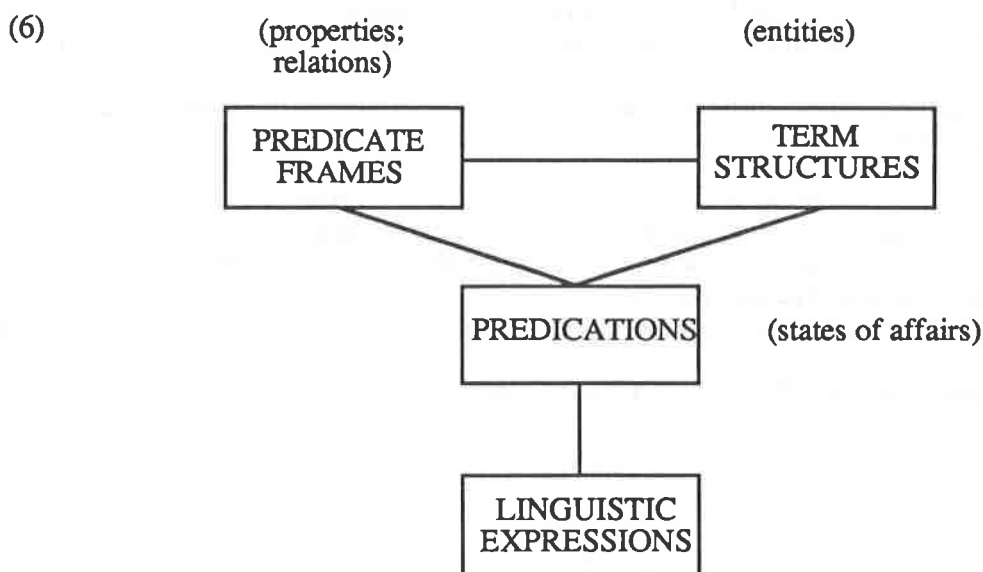 (6)
(properties;
relations)
(entities)
PREDICATE
FRAMES
TERM
STRUCTURES
PREDICATIONS
(states of affairs)
LINGUISTIC
EXPRESSIONS